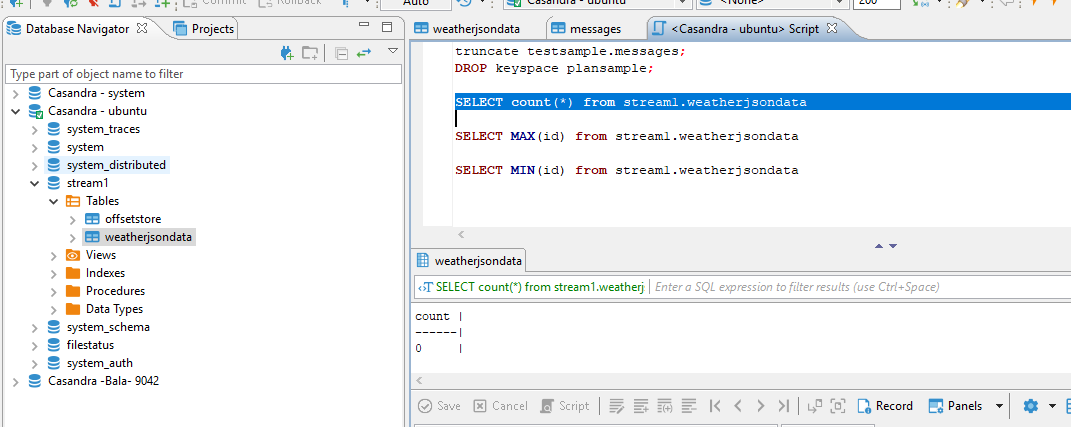 Commit
Rollback
Auto
Casandra - ubuntu
<None>
200
Database Navigator
Projects
Type part of object name to filter
Casandra - system
Casandra - ubuntu
system_traces
system
system_distributed
stream1
Tables
offsetstore
weatherjsondata
Views
Indexes
Procedures
Data Types
system_schema
filestatus
system_auth
Casandra -Bala- 9042
weatherjsondata
messages
<Casandra - ubuntu> Script
truncate testsample.messages;
DROP keyspace plansample;
SELECT count(*) from stream1.weatherjsondata
SELECT MAX(id) from stream1.weatherjsondata
SELECT MIN(id) from stream1.weatherjsondata
weatherjsondata
SELECT count(*) from stream1.weatherj
Enter a SQL expression to filter results (use Ctrl+Space)
count |
------|
0 |
Save Cancel Script Record Panels